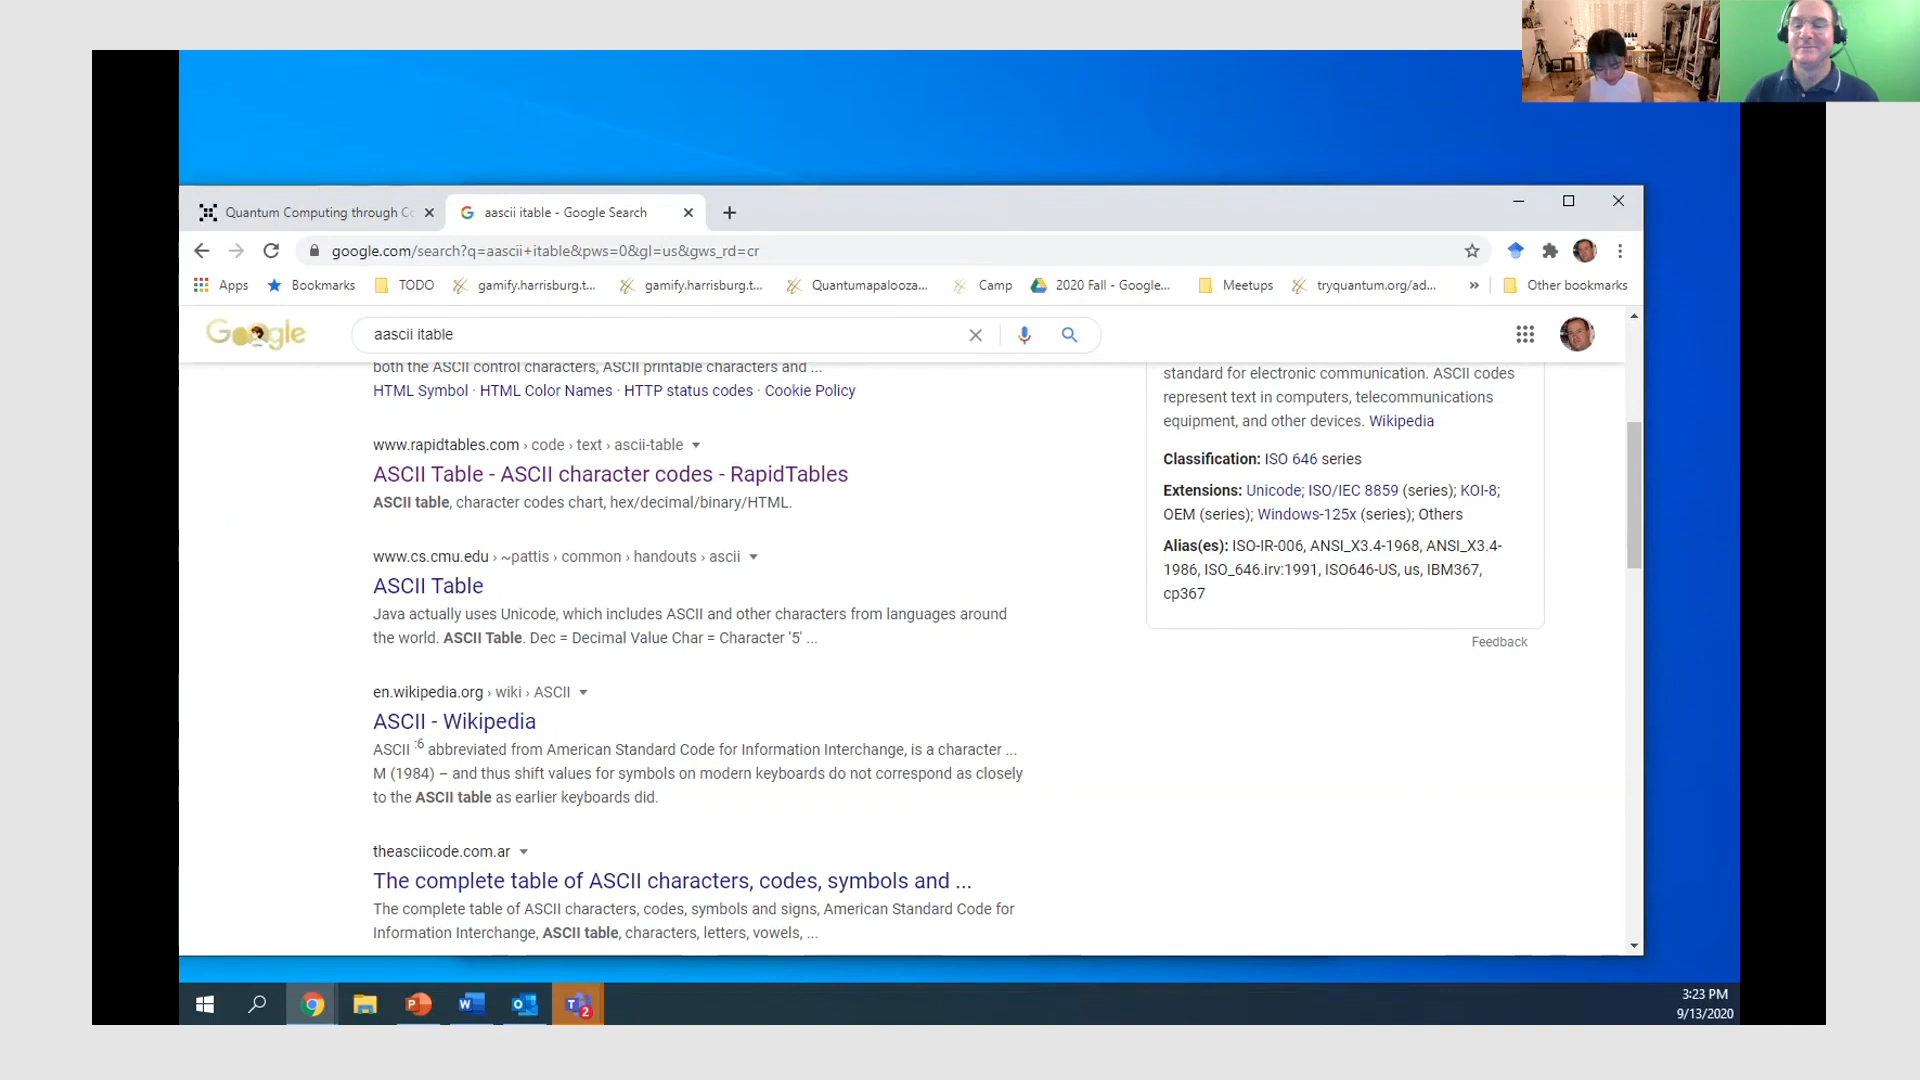 Quantum Computing through Cc
aascii itable - Google Search
google.com/search?q=aascii+itable&pws=0&gl=us&gws_rd=cr
Apps
Bookmarks
TODO
gamify.harrisburg.t...
gamify.harrisburg.t...
Quantumapalooza...
Camp
2020 Fall - Google...
Meetups
tryquantum.org/ad...
»
Other bookmarks
Google
aascii itable
both the ASCII control characters, ASCII printable characters and ...
HTML Symbol · HTML Color Names · HTTP status codes · Cookie Policy
www.rapidtables.com › code › text › ascii-table
ASCII Table - ASCII character codes - RapidTables
ASCII table, character codes chart, hex/decimal/binary/HTML.
www.cs.cmu.edu › ~pattis › common › handouts › ascii
ASCII Table
Java actually uses Unicode, which includes ASCII and other characters from languages around
the world. ASCII Table. Dec = Decimal Value Char = Character '5' ...
en.wikipedia.org › wiki › ASCII
ASCII - Wikipedia
ASCII :6 abbreviated from American Standard Code for Information Interchange, is a character ...
M (1984) – and thus shift values for symbols on modern keyboards do not correspond as closely
to the ASCII table as earlier keyboards did.
theasciicode.com.ar
The complete table of ASCII characters, codes, symbols and ...
The complete table of ASCII characters, codes, symbols and signs, American Standard Code for
Information Interchange, ASCII table, characters, letters, vowels, ...
standard for electronic communication. ASCII codes
represent text in computers, telecommunications
equipment, and other devices. Wikipedia
Classification: ISO 646 series
Extensions: Unicode; ISO/IEC 8859 (series); KOI-8;
OEM (series); Windows-125x (series); Others
Alias(es): ISO-IR-006, ANSI_X3.4-1968, ANSI_X3.4-
1986, ISO_646.irv:1991, ISO646-US, us, IBM367,
cp367
Feedback
P
W
O
T
2
3:23 PM
9/13/2020